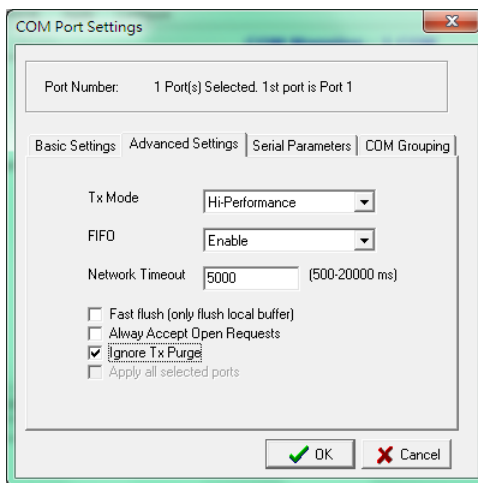 COM Port Settings
Port Number: 1 Port(s) Selected. 1st port is Port 1
Basic Settings Advanced Settings Serial Parameters COM Grouping
Tx Mode Hi-Performance
FIFO Enable
Network Timeout 5000 (500-20000 ms)
Fast flush (only flush local buffer)
Alway Accept Open Requests
Ignore Tx Purge
Apply all selected ports
OK Cancel